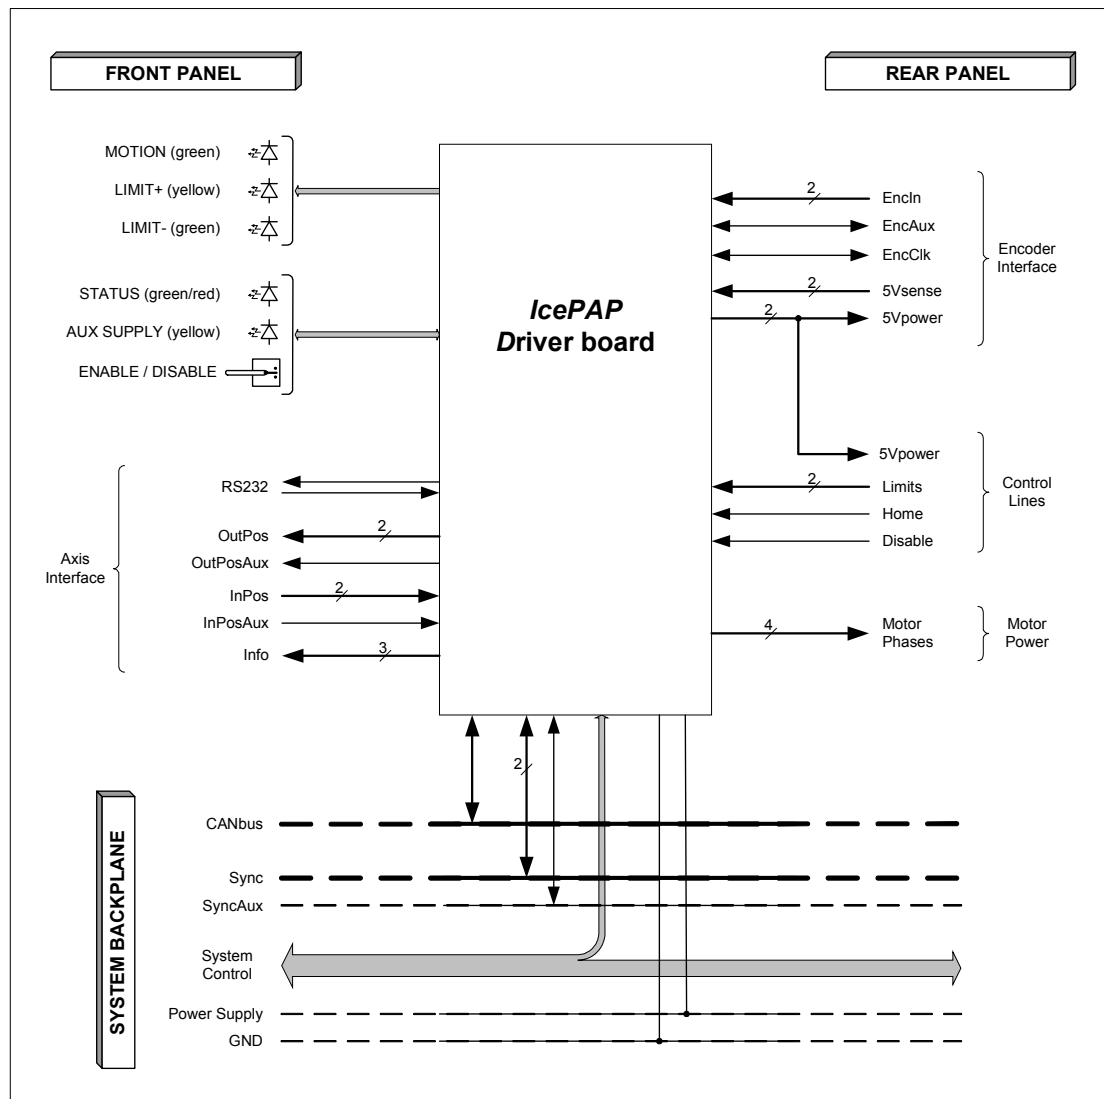 FRONT PANEL
REAR PANEL
MOTION (green)
LIMIT+ (yellow)
LIMIT- (green)
STATUS (green/red)
AUX SUPPLY (yellow)
ENABLE / DISABLE
IcePAP
Driver board
2
EncIn
EncAux
EncClk
2
5Vsense
2
5Vpower
Encoder
Interface
5Vpower
2
Limits
Home
Disable
Control
Lines
4
Motor
Phases
Motor
Power
Axis
Interface
RS232
OutPos
2
OutPosAux
InPos
2
InPosAux
Info
3
2
SYSTEM BACKPLANE
CANbus
Sync
SyncAux
System
Control
Power Supply
GND